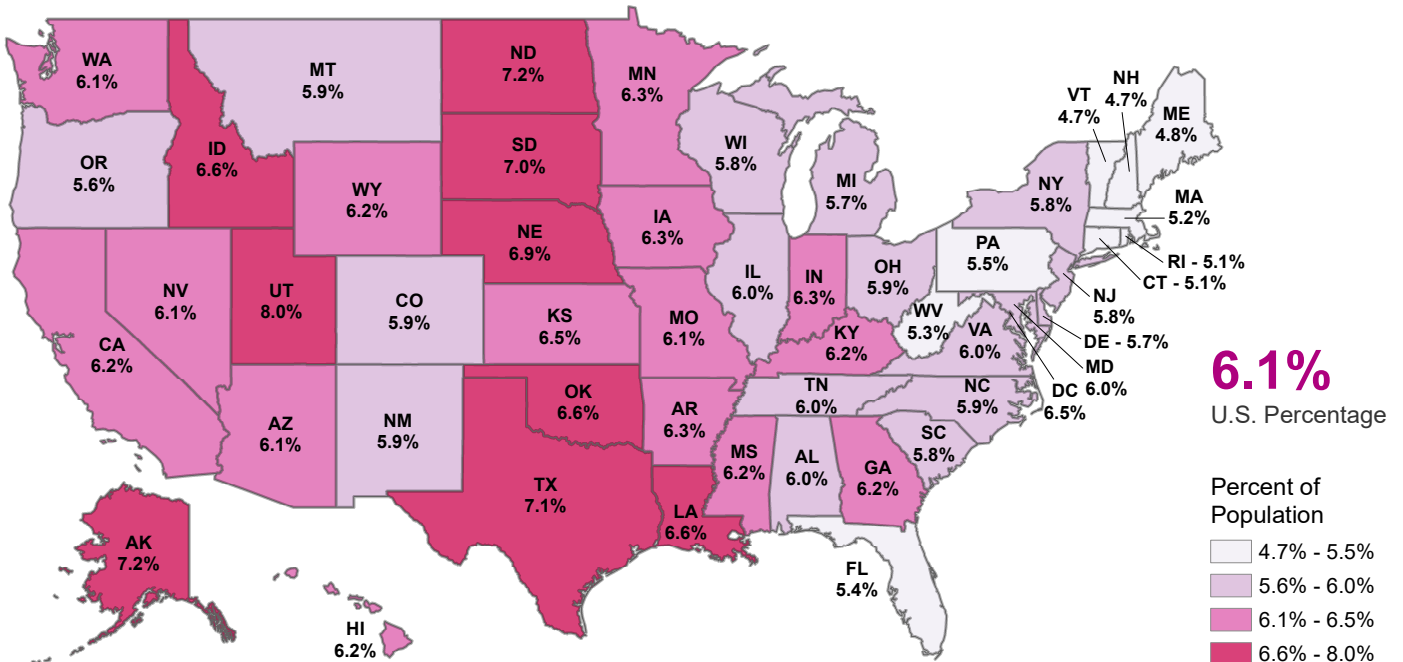 WA
6.1%
MT
5.9%
ND
7.2%
MN
6.3%
VT
4.7%
NH
4.7%
ME
4.8%
OR
5.6%
ID
6.6%
SD
7.0%
WI
5.8%
MI
5.7%
NY
5.8%
MA
5.2%
WY
6.2%
IA
6.3%
NE
6.9%
PA
5.5%
RI - 5.1%
CT - 5.1%
NV
6.1%
UT
8.0%
CO
5.9%
IL
6.0%
IN
6.3%
OH
5.9%
NJ
5.8%
CA
6.2%
KS
6.5%
MO
6.1%
KY
6.2%
WV
5.3%
VA
6.0%
DE - 5.7%
MD
6.0%
DC
6.5%
AZ
6.1%
NM
5.9%
OK
6.6%
AR
6.3%
TN
6.0%
NC
5.9%
SC
5.8%
MS
6.2%
AL
6.0%
GA
6.2%
TX
7.1%
LA
6.6%
FL
5.4%
AK
7.2%
HI
6.2%
6.1%
U.S. Percentage
Percent of
Population
4.7% - 5.5%
5.6% - 6.0%
6.1% - 6.5%
6.6% - 8.0%